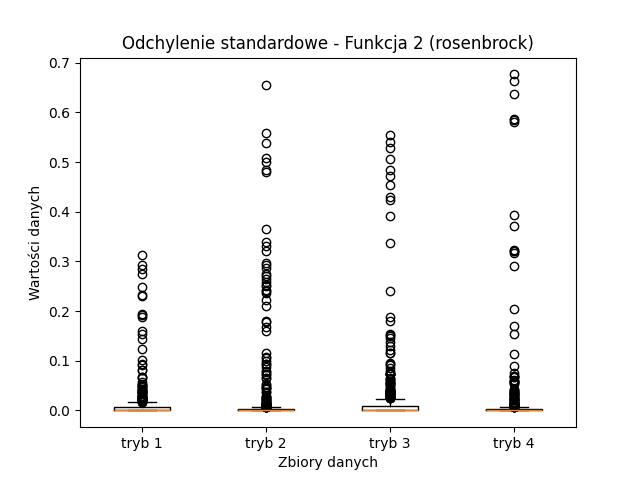 Odchylenie standardowe - Funkcja 2 (rosenbrock)
0.7
0.6
0.5
0.4
0.3
0.2
0.1
0.0
Wartości danych
tryb 1 tryb 2 tryb 3 tryb 4
Zbiory danych